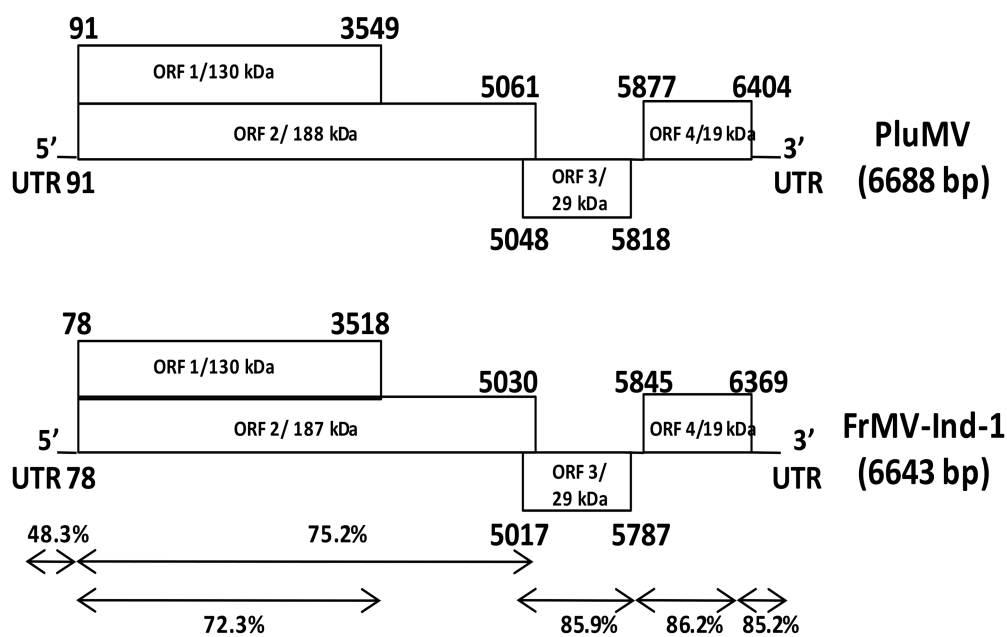 91 3549
ORF 1/130 kDa
5061 5877 6404
ORF 2/ 188 kDa
ORF 4/19 kDa
5’ 3’
UTR 91
UTR
ORF 3/
29 kDa
5048 5818
PluMV
(6688 bp)
78 3518
ORF 1/130 kDa
5030 5845 6369
ORF 2/ 187 kDa
ORF 4/19 kDa
5’ 3’
UTR 78
UTR
ORF 3/
29 kDa
5017 5787
FrMV-Ind-1
(6643 bp)
48.3% 75.2%
72.3% 85.9% 86.2% 85.2%